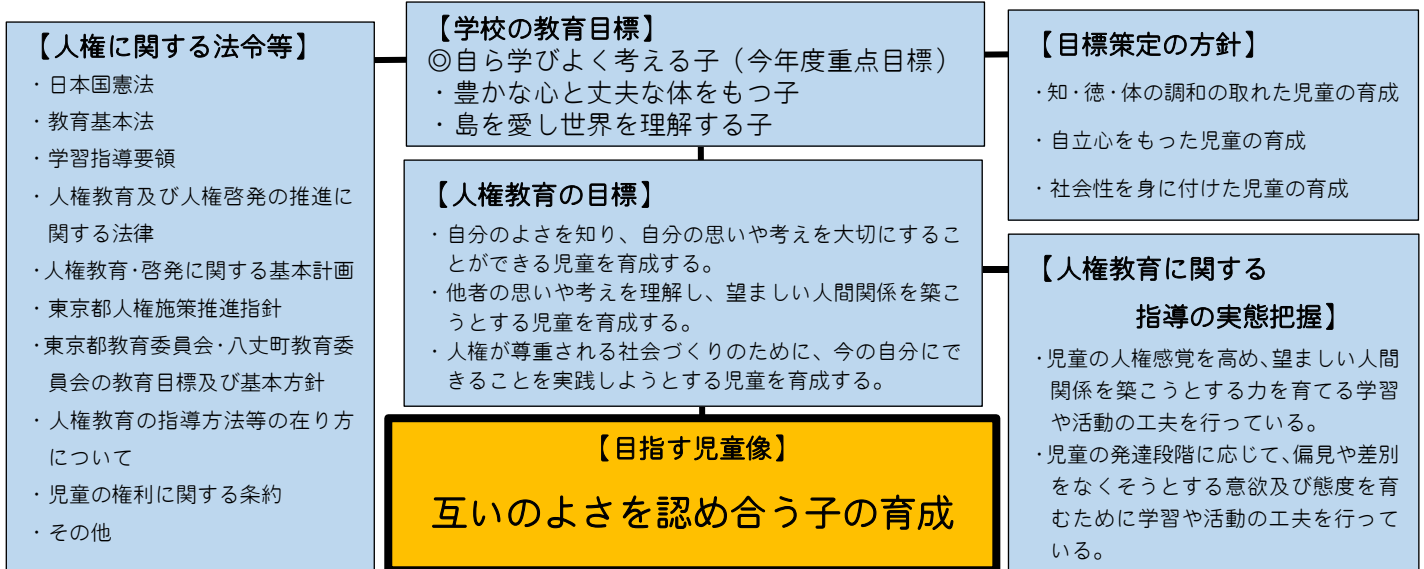 【人権に関する法令等】
・日本国憲法
・教育基本法
・学習指導要領
・人権教育及び人権啓発の推進に
関する法律
・人権教育・啓発に関する基本計画
・東京都人権施策推進指針
・東京都教育委員会・八丈町教育委
員会の教育目標及び基本方針
・人権教育の指導方法等の在り方
について
・児童の権利に関する条約
・その他
【学校の教育目標】
◎自ら学びよく考える子（今年度重点目標）
・豊かな心と丈夫な体をもつ子
・島を愛し世界を理解する子
【人権教育の目標】
・自分のよさを知り、自分の思いや考えを大切にするこ
とができる児童を育成する。
・他者の思いや考えを理解し、望ましい人間関係を築こ
うとする児童を育成する。
・人権が尊重される社会づくりのために、今の自分にで
きることを実践しようとする児童を育成する。
【目指す児童像】
互いのよさを認め合う子の育成
【目標策定の方針】
・知・徳・体の調和の取れた児童の育成
・自立心をもった児童の育成
・社会性を身に付けた児童の育成
【人権教育に関する
指導の実態把握】
・児童の人権感覚を高め、望ましい人間
関係を築こうとする力を育てる学習
や活動の工夫を行っている。
・児童の発達段階に応じて、偏見や差別
をなくそうとする意欲及び態度を育
むために学習や活動の工夫を行って
いる。